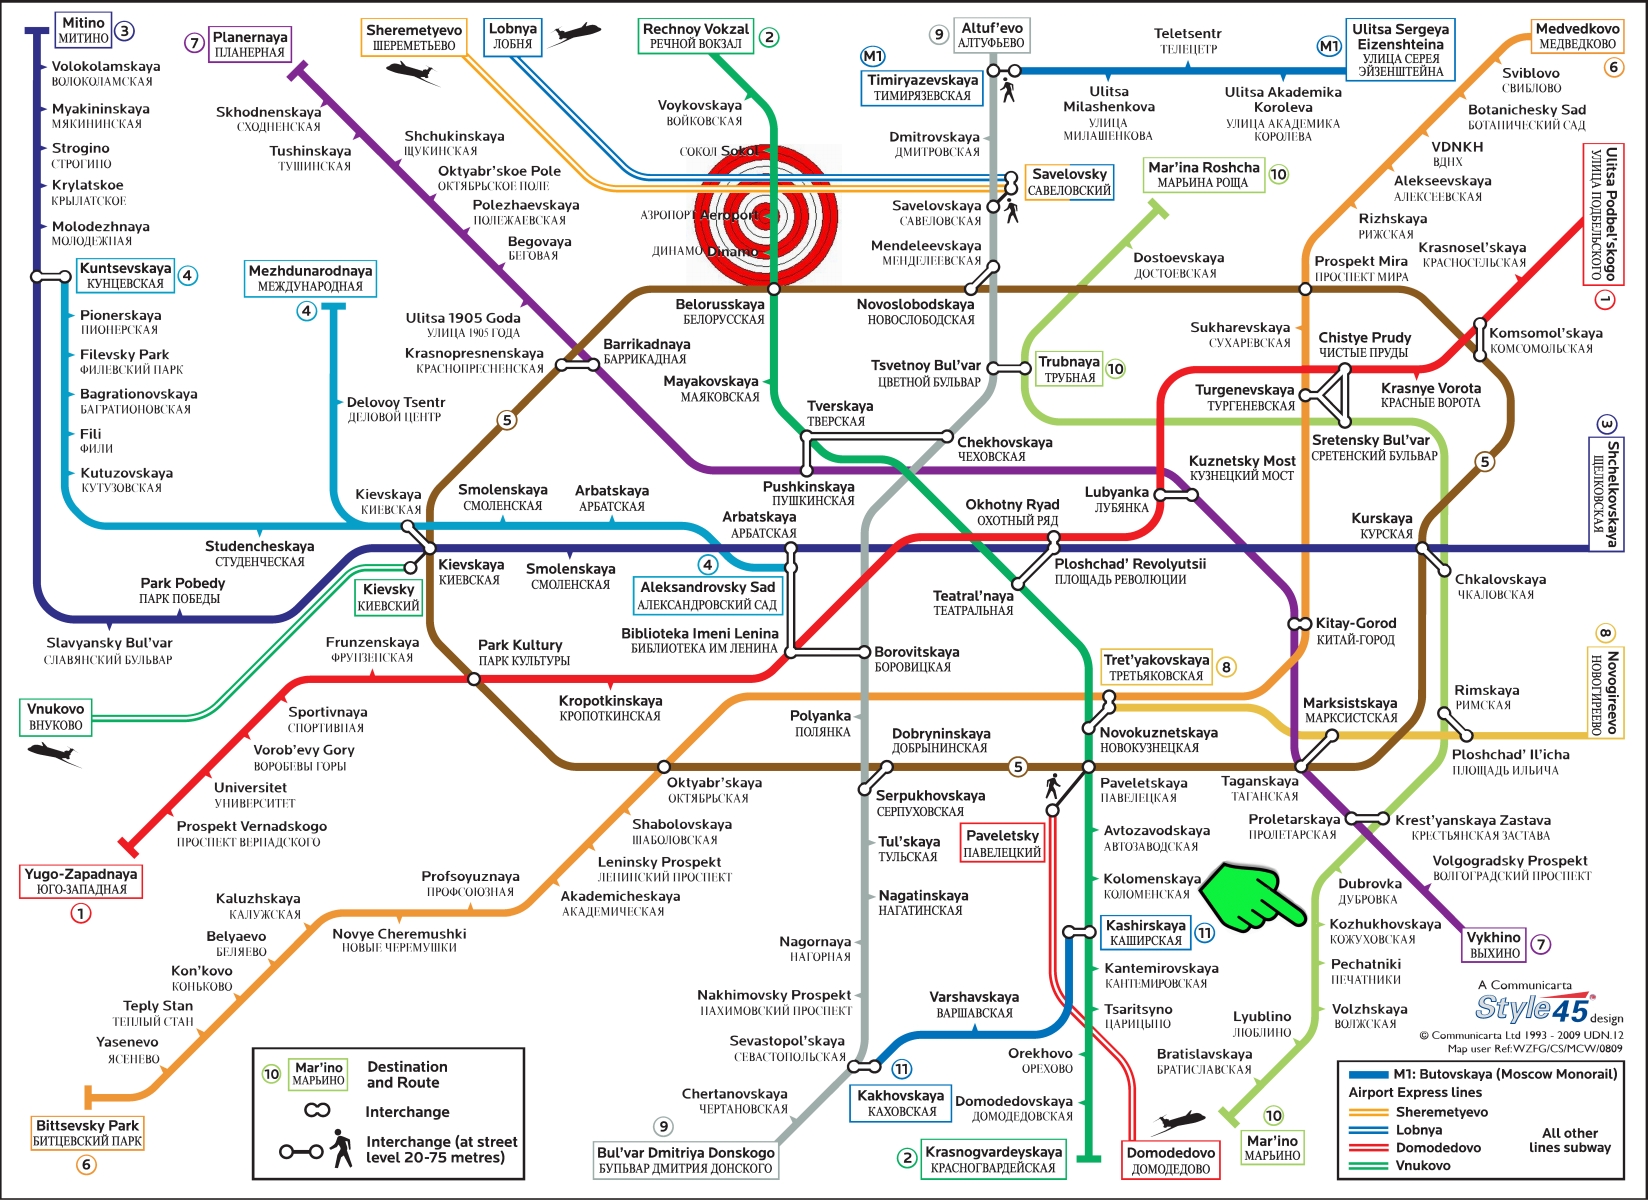 Mitino
МИТИНО
3
Volokolamskaya
ВОЛОКОЛАМСКАЯ
Myakininskaya
МЯКИНИНСКАЯ
Strogino
СТРОГИНО
Krylatskoe
КРЫЛАТСКОЕ
Molodezhnaya
МОЛОДЕЖНАЯ
Kuntsevskaya
КУНЦЕВСКАЯ
4
Pionerskaya
ПИОНЕРСКАЯ
Filevsky Park
ФИЛЕВСКИЙ ПАРК
Bagrationovskaya
БАГРАТИОНОВСКАЯ
Fili
ФИЛИ
Kutuzovskaya
КУТУЗОВСКАЯ
Studencheskaya
СТУДЕНЧЕСКАЯ
Park Pobedy
ПАРК ПОБЕДЫ
Slavyansky Bul'var
СЛАВЯНСКИЙ БУЛЬВАР
7
Planernaya
ПЛАНЕРНАЯ
Skhodnenskaya
СХОДНЕНСКАЯ
Tushinskaya
ТУШИНСКАЯ
Shchukinskaya
ЩУКИНСКАЯ
Oktyabr'skoe Pole
ОКТЯБРЬСКОЕ ПОЛЕ
Polezhaevskaya
ПОЛЕЖАЕВСКАЯ
Begovaya
БЕГОВАЯ
Ulitsa 1905 Goda
УЛИЦА 1905 ГОДА
Krasnopresnenskaya
КРАСНОПРЕСНЕНСКАЯ
Barrikadnaya
БАРРИКАДНАЯ
Mezhdunarodnaya
МЕЖДУНАРОДНАЯ
4
Delovoy Tsentr
ДЕЛОВОЙ ЦЕНТР
5
Sheremetyevo
ШЕРЕМЕТЬЕВО
Lobnya
ЛОБНЯ
Rechnoy Vokzal
РЕЧНОЙ ВОКЗАЛ
2
Voykovskaya
ВОЙКОВСКАЯ
СОКОЛ Sokol
АЭРОПОРТ Aeroport
ДИНАМО Dinamo
Belorusskaya
БЕЛОРУССКАЯ
Mayakovskaya
МАЯКОВСКАЯ
Tverskaya
ТВЕРСКАЯ
Pushkinskaya
ПУШКИНСКАЯ
Chekhovskaya
ЧЕХОВСКАЯ
9
Altuf'evo
АЛТУФЬЕВО
M1
Timiryazevskaya
ТИМИРЯЗЕВСКАЯ
Dmitrovskaya
ДМИТРОВСКАЯ
Savelovsky
САВЕЛОВСКИЙ
Savelovskaya
САВЕЛОВСКАЯ
Mendeleevskaya
МЕНДЕЛЕЕВСКАЯ
Novoslobodskaya
НОВОСЛОБОДСКАЯ
Tsvetnoy Bul'var
ЦВЕТНОЙ БУЛЬВАР
Trubnaya
ТРУБНАЯ
10
Teletsentr
ТЕЛЕЦЕТР
Ulitsa
Milashenkova
УЛИЦА
МИЛАШЕНКОВА
Ulitsa Akademika
Koroleva
УЛИЦА АКАДЕМИКА
КОРОЛЕВА
M1
Ulitsa Sergeya
Eizenshteina
УЛИЦА СЕРЕЯ
ЭЙЗЕНШТЕЙНА
Mar'ina Roshcha
МАРЬИНА РОЩА
10
Dostoevskaya
ДОСТОЕВСКАЯ
Medvedkovo
МЕДВЕДКОВО
6
Sviblovo
СВИБЛОВО
Botanichesky Sad
БОТАНИЧЕСКИЙ САД
VDNKH
ВДНХ
Alekseevskaya
АЛЕКСЕЕВСКАЯ
Rizhskaya
РИЖСКАЯ
Prospekt Mira
ПРОСПЕКТ МИРА
Sukharevskaya
СУХАРЕВСКАЯ
Turgenevskaya
ТУРГЕНЕВСКАЯ
Chistye Prudy
ЧИСТЫЕ ПРУДЫ
Sretensky Bul'var
СРЕТЕНСКИЙ БУЛЬВАР
Ulitsa Podbel'skogo
УЛИЦА ПОДБЕЛЬСКОГО
1
Krasnosel'skaya
КРАСНОСЕЛЬСКАЯ
Komsomol'skaya
КОМСОМОЛЬСКАЯ
Krasnye Vorota
КРАСНЫЕ ВОРОТА
5
3
Shchelkovskaya
ЩЕЛКОВСКАЯ
Kuznetsky Most
КУЗНЕЦКИЙ МОСТ
Lubyanka
ЛУБЯНКА
Okhotny Ryad
ОХОТНЫЙ РЯД
Ploshchad' Revolyutsii
ПЛОЩАДЬ РЕВОЛЮЦИИ
Teatral'naya
ТЕАТРАЛЬНАЯ
Kurskaya
КУРСКАЯ
Chkalovskaya
ЧКАЛОВСКАЯ
Kievskaya
КИЕВСКАЯ
Smolenskaya
СМОЛЕНСКАЯ
Arbatskaya
АРБАТСКАЯ
Arbatskaya
АРБАТСКАЯ
Kievskaya
КИЕВСКАЯ
Smolenskaya
СМОЛЕНСКАЯ
4
Aleksandrovsky Sad
АЛЕКСАНДРОВСКИЙ САД
Biblioteka Imeni Lenina
БИБЛИОТЕКА ИМ ЛЕНИНА
Borovitskaya
БОРОВИЦКАЯ
Kievsky
КИЕВСКИЙ
Vnukovo
ВНУКОВО
Frunzenskaya
ФРУНЗЕНСКАЯ
Park Kultury
ПАРК КУЛЬТУРЫ
Kropotkinskaya
КРОПОТКИНСКАЯ
Sportivnaya
СПОРТИВНАЯ
Vorob'evy Gory
ВОРОБЕВЫ ГОРЫ
Universitet
УНИВЕРСИТЕТ
Prospekt Vernadskogo
ПРОСПЕКТ ВЕРНАДСКОГО
Yugo-Zapadnaya
ЮГО-ЗАПАДНАЯ
1
Kitay-Gorod
КИТАЙ-ГОРОД
Tret'yakovskaya
ТРЕТЬЯКОВСКАЯ
8
Novokuznetskaya
НОВОКУЗНЕЦКАЯ
Marksistskaya
МАРКСИСТСКАЯ
Taganskaya
ТАГАНСКАЯ
Rimskaya
РИМСКАЯ
Ploshchad' Il'icha
ПЛОЩАДЬ ИЛЬИЧА
8
Novogireevo
НОВОГИРЕЕВО
Polyanka
ПОЛЯНКА
Dobryninskaya
ДОБРЫНИНСКАЯ
Serpukhovskaya
СЕРПУХОВСКАЯ
5
Oktyabr'skaya
ОКТЯБРЬСКАЯ
Shabolovskaya
ШАБОЛОВСКАЯ
Leninsky Prospekt
ЛЕНИНСКИЙ ПРОСПЕКТ
Akademicheskaya
АКАДЕМИЧЕСКАЯ
Profsoyuznaya
ПРОФСОЮЗНАЯ
Novye Cheremushki
НОВЫЕ ЧЕРЕМУШКИ
Kaluzhskaya
КАЛУЖСКАЯ
Belyaevo
БЕЛЯЕВО
Kon'kovo
КОНЬКОВО
Teply Stan
ТЕПЛЫЙ СТАН
Yasenevo
ЯСЕНЕВО
Bittsevsky Park
БИТЦЕВСКИЙ ПАРК
6
Paveletskaya
ПАВЕЛЕЦКАЯ
Paveletsky
ПАВЕЛЕЦКИЙ
Avtozavodskaya
АВТОЗАВОДСКАЯ
Kolomenskaya
КОЛОМЕНСКАЯ
Kashirskaya
КАШИРСКАЯ
11
Kantemirovskaya
КАНТЕМИРОВСКАЯ
Tsaritsyno
ЦАРИЦЫНО
Orekhovo
ОРЕХОВО
Domodedovskaya
ДОМОДЕДОВСКАЯ
2
Krasnogvardeyskaya
КРАСНОГВАРДЕЙСКАЯ
Domodedovo
ДОМОДЕДОВО
Tul'skaya
ТУЛЬСКАЯ
Nagatinskaya
НАГАТИНСКАЯ
Nagornaya
НАГОРНАЯ
Nakhimovsky Prospekt
НАХИМОВСКИЙ ПРОСПЕКТ
Sevastopol'skaya
СЕВАСТОПОЛЬСКАЯ
Varshavskaya
ВАРШАВСКАЯ
11
Kakhovskaya
КАХОВСКАЯ
Chertanovskaya
ЧЕРТАНОВСКАЯ
9
Bul'var Dmitriya Donskogo
БУПЬВАР ДМИТРИЯ ДОНСКОГО
Proletarskaya
ПРОЛЕТАРСКАЯ
Krest'yanskaya Zastava
КРЕСТЬЯНСКАЯ ЗАСТАВА
Volgogradsky Prospekt
ВОЛГОГРАДСКИЙ ПРОСПЕКТ
Vykhino
ВЫХИНО
7
Dubrovka
ДУБРОВКА
Kozhukhovskaya
КОЖУХОВСКАЯ
Pechatniki
ПЕЧАТНИКИ
Volzhskaya
ВОЛЖСКАЯ
Lyublino
ЛЮБЛИНО
Bratislavskaya
БРАТИСЛАВСКАЯ
10
Mar'ino
МАРЬИНО
10
Mar'ino
МАРЬИНО
Destination
and Route
Interchange
Interchange (at street
level 20-75 metres)
A Communicarta
Style45
design
© Communicarta Ltd 1993 - 2009 UDN.12
Map user Ref:WZFG/CS/MCW/0809
M1: Butovskaya (Moscow Monorail)
Airport Express lines
Sheremetyevo
Lobnya
Domodedovo
Vnukovo
All other
lines subway